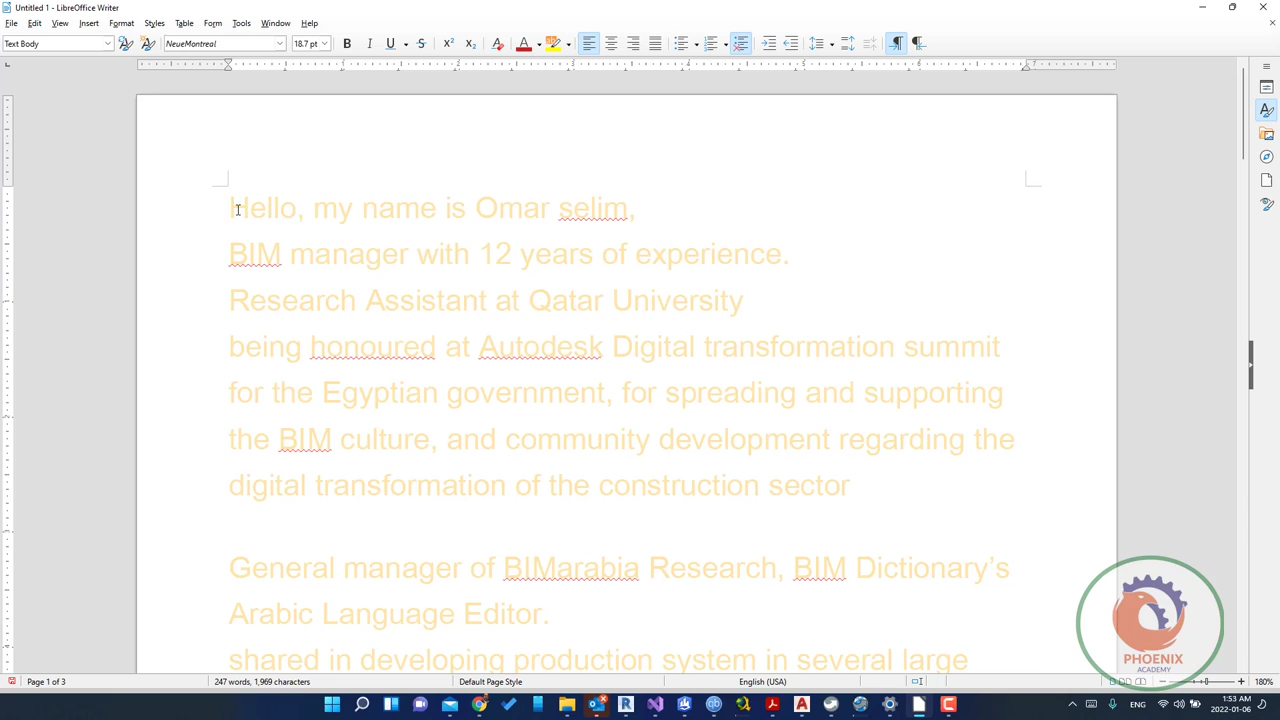 Untitled 1 - LibreOffice Writer
File Edit View Insert Format Styles Table Form Tools Window Help
Text Body NeueMontreal 18.7 pt
Hello, my name is Omar selim,
BIM manager with 12 years of experience.
Research Assistant at Qatar University
being honoured at Autodesk Digital transformation summit
for the Egyptian government, for spreading and supporting
the BIM culture, and community development regarding the
digital transformation of the construction sector
General manager of BIMarabia Research, BIM Dictionary’s
Arabic Language Editor.
shared in developing production system in several large
PHOENIX
ACADEMY
Page 1 of 3 247 words, 1,969 characters Default Page Style English (USA) 180%
ENG 1:53 AM
2022-01-06